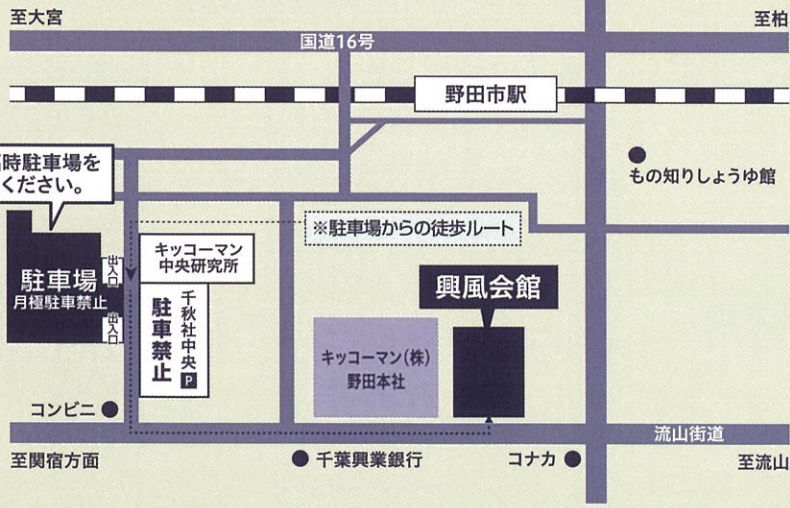 至大宮
至柏
国道16号
野田市駅
時駐車場を
ください。
もの知りしょうゆ館
※駐車場からの徒歩ルート
キッコーマン
中央研究所
出入口
駐車場
月極駐車禁止
出入口
千秋社中央P
駐車禁止
興風会館
キッコーマン(株)
野田本社
コンビニ
流山街道
至関宿方面
千葉興業銀行
コナカ
至流山